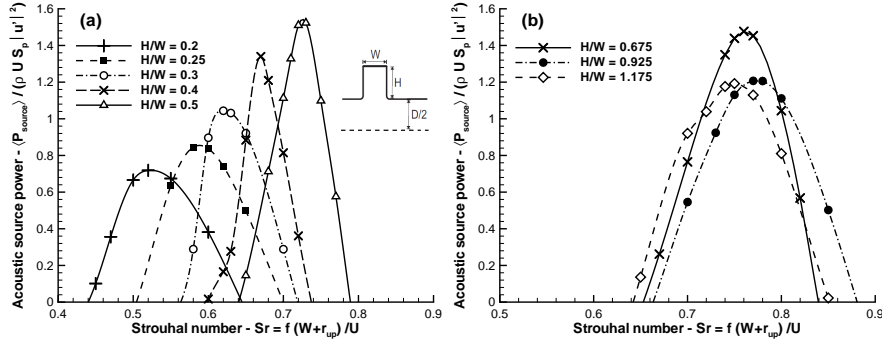 (a)
H/W = 0.2
H/W = 0.25
H/W = 0.3
H/W = 0.4
H/W = 0.5
W
H
D/2
Acoustic source power - ⟨P_source⟩ / (ρ U S_p | u' | ²
1.6
1.4
1.2
1
0.8
0.6
0.4
0.2
0
0.4 0.5 0.6 0.7 0.8 0.9
Strouhal number - Sr = f (W+r_up) /U
(b)
H/W = 0.675
H/W = 0.925
H/W = 1.175
Acoustic source power - ⟨P_source⟩ / (ρ U S_p | u' | ²
1.6
1.4
1.2
1
0.8
0.6
0.4
0.2
0
0.5 0.6 0.7 0.8 0.9
Strouhal number - Sr = f (W+r_up) /U